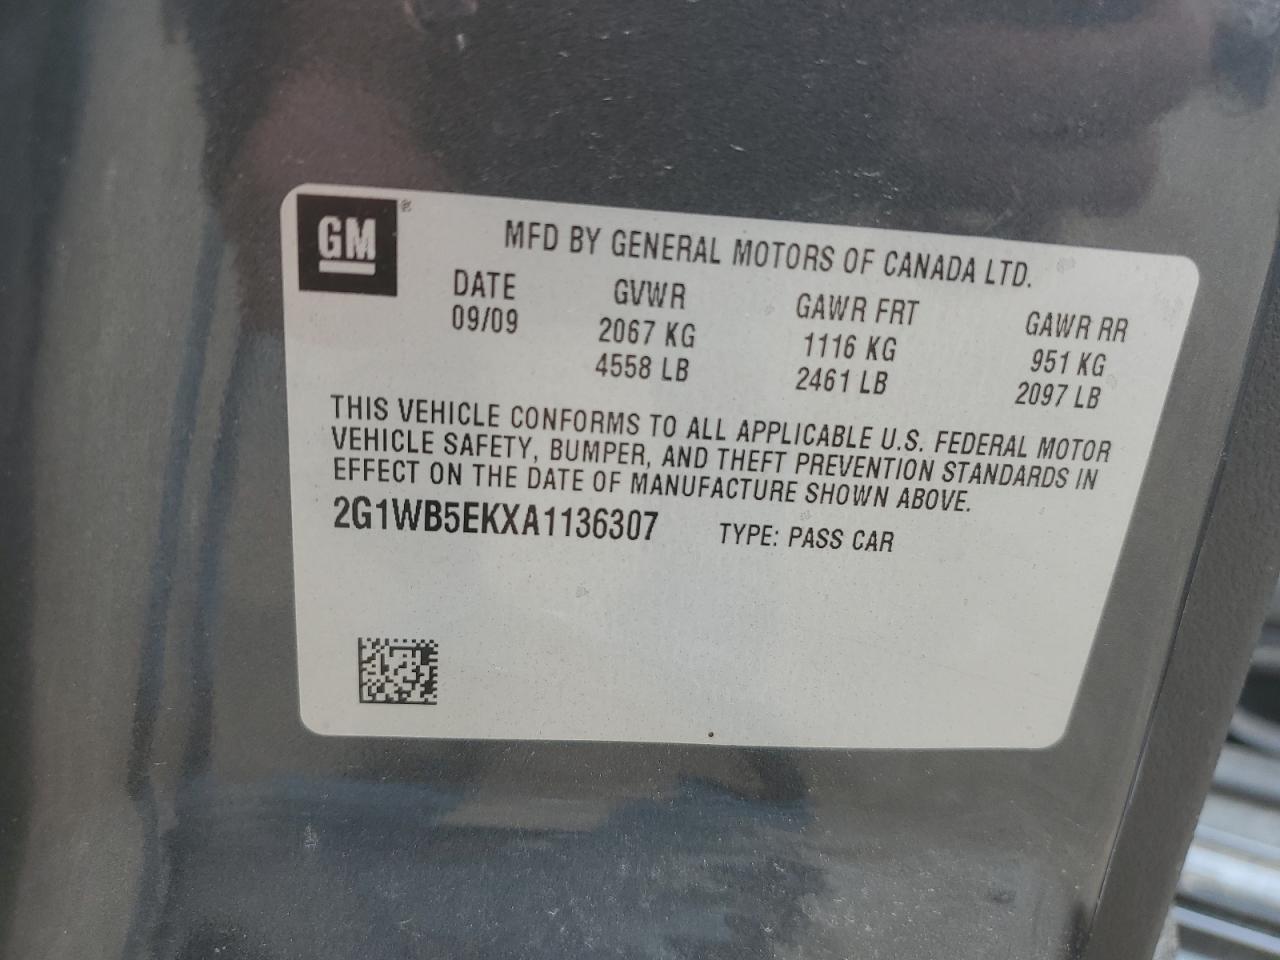 GM ®
MFD BY GENERAL MOTORS OF CANADA LTD.
DATE GVWR GAWR FRT GAWR RR
09/09 2067 KG 1116 KG 951 KG
4558 LB 2461 LB 2097 LB
THIS VEHICLE CONFORMS TO ALL APPLICABLE U.S. FEDERAL MOTOR
VEHICLE SAFETY, BUMPER, AND THEFT PREVENTION STANDARDS IN
EFFECT ON THE DATE OF MANUFACTURE SHOWN ABOVE.
2G1WB5EKXA1136307 TYPE: PASS CAR